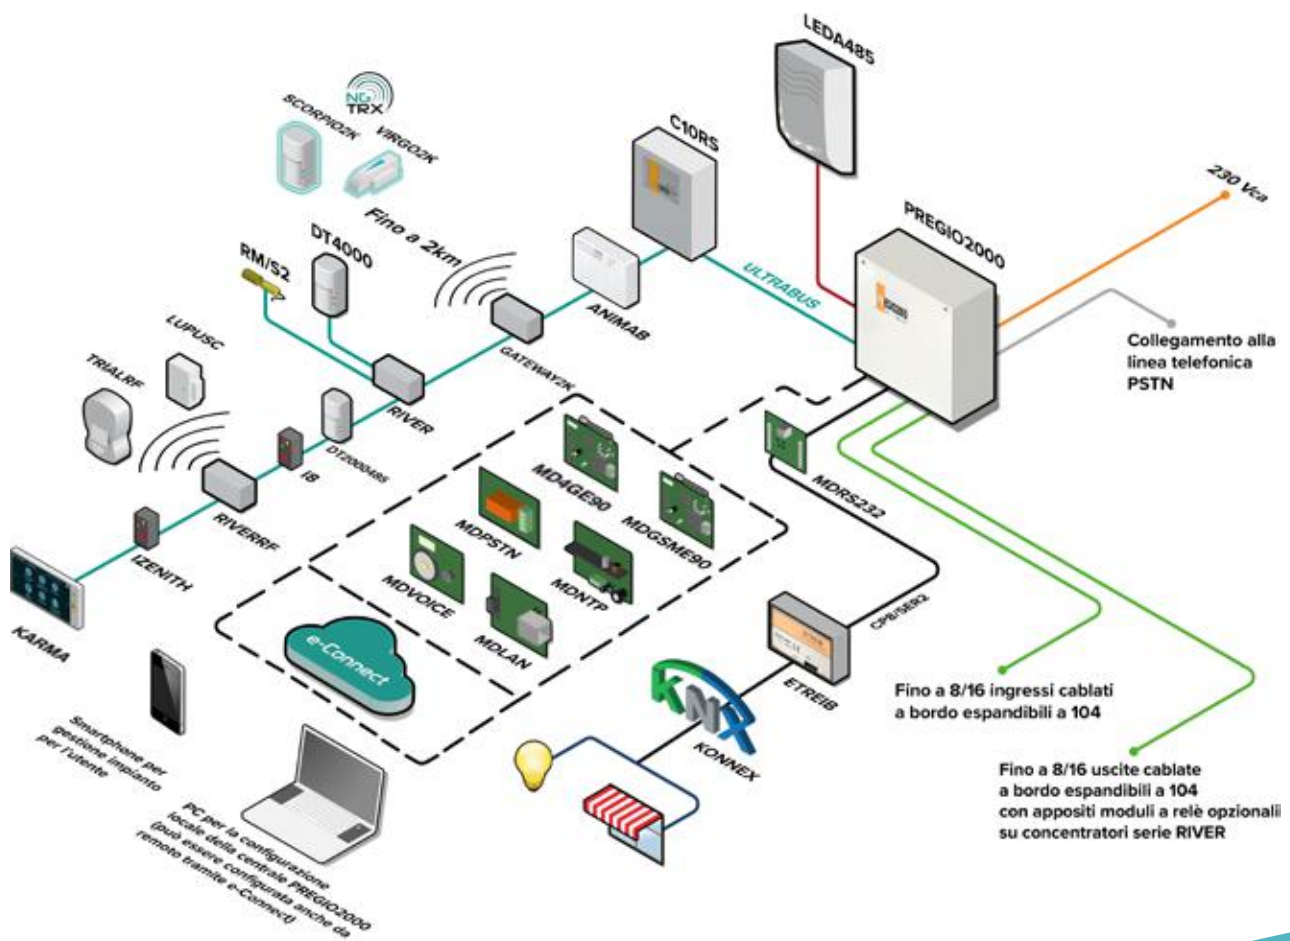 LEDA485
NG
TRX
SCORPIO2K
VIRGO2K
C10RS
230 Vca
PREGIO2000
Fino a 2km
DT4000
RM/S2
ULTRABUS
ANIMAB
GATEWAY2K
Collegamento alla
linea telefonica
PSTN
LUPUSC
TRIALRF
RIVER
DT2000485
I8
RIVERRF
IZENITH
KARMA
MD4GE90
MDGSME90
MDRS232
MDPSTN
MDNTP
MDVOICE
MDLAN
e-Connect
CP8/SER2
ETREIB
KNX
KONNEX
Fino a 8/16 ingressi cablati
a bordo espandibili a 104
Fino a 8/16 uscite cablate
a bordo espandibili a 104
con appositi moduli a relè opzionali
su concentratori serie RIVER
Smartphone per
gestione impianto
per l'utente
PC per la configurazione
locale della centrale PREGIO2000
(può essere configurata anche da
remoto tramite e-Connect)